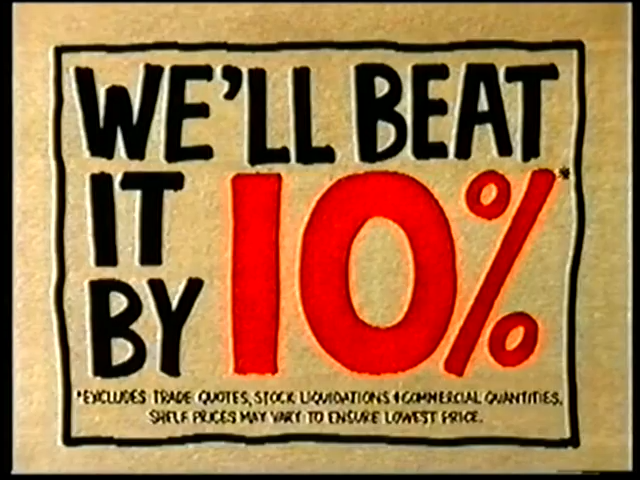 WE'LL BEAT
IT
BY 10%*
*EXCLUDES TRADE QUOTES, STOCK LIQUIDATIONS & COMMERCIAL QUANTITIES.
SHELF PRICES MAY VARY TO ENSURE LOWEST PRICE.